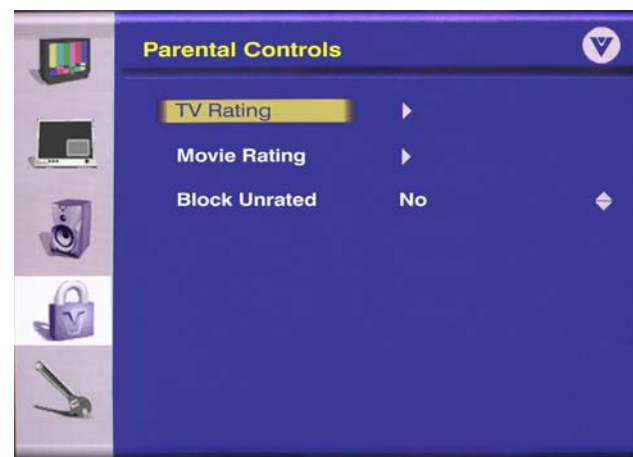 Parental Controls
V
TV Rating
Movie Rating
Block Unrated No
V